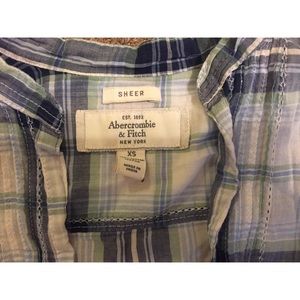 SHEER
EST. 1892
Abercrombie
& Fitch
NEW YORK
XS